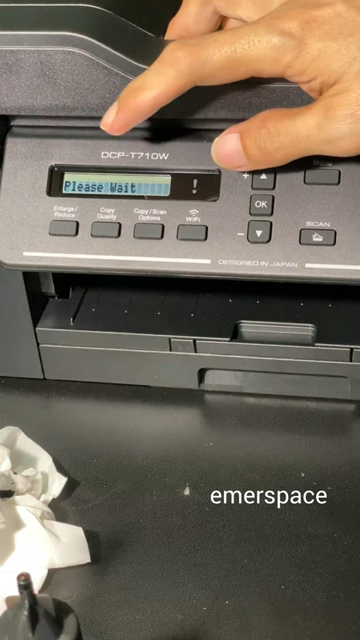 DCP-T710W
Please Wait
!
Menu
+
▲
Enlarge /
Reduce
Copy
Quality
Copy / Scan
Options
WiFi
OK
−
▼
SCAN
DESIGNED IN JAPAN
emerspace